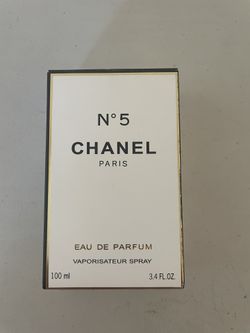 N°5
CHANEL
PARIS
EAU DE PARFUM
VAPORISATEUR SPRAY
100 ml 3.4 FL.OZ.